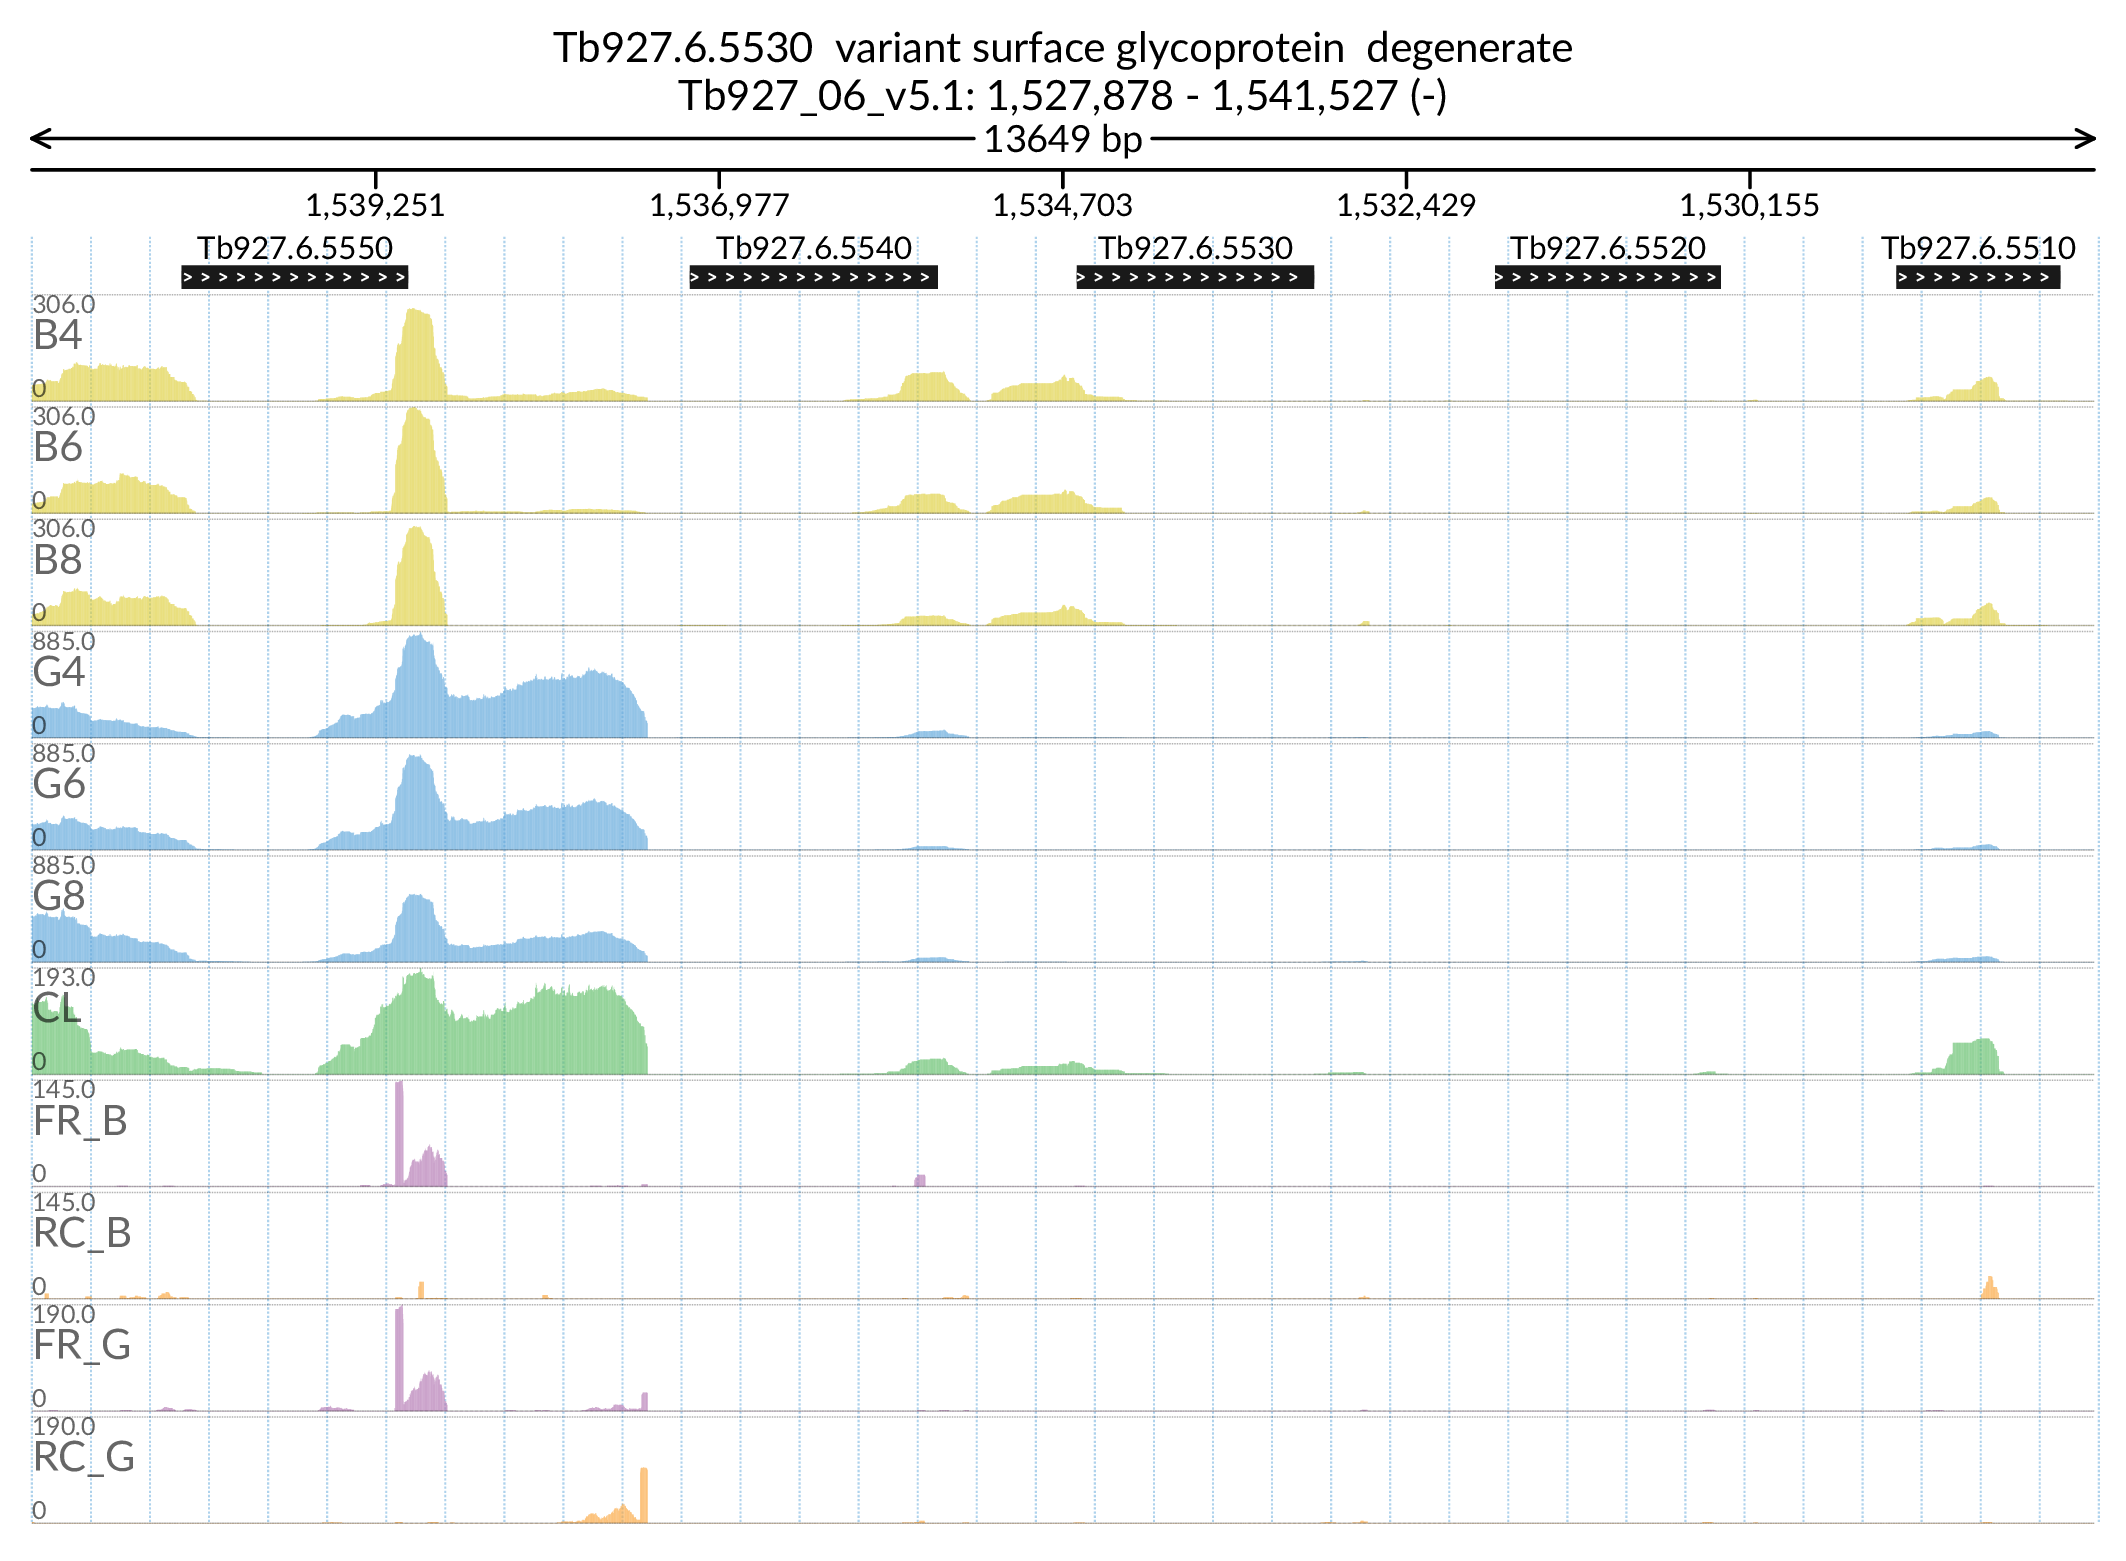 Tb927.6.5530  variant surface glycoprotein  degenerate
Tb927_06_v5.1: 1,527,878 - 1,541,527 (-)
13649 bp
1,539,251 1,536,977 1,534,703 1,532,429 1,530,155
Tb927.6.5550 Tb927.6.5540 Tb927.6.5530 Tb927.6.5520 Tb927.6.5510
306.0
B4
0
306.0
B6
0
306.0
B8
0
885.0
G4
0
885.0
G6
0
885.0
G8
0
193.0
CL
0
145.0
FR_B
0
145.0
RC_B
0
190.0
FR_G
0
190.0
RC_G
0